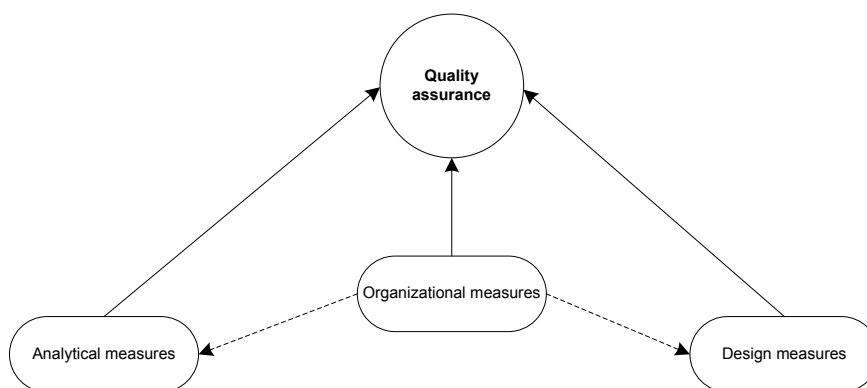 Quality
assurance
Organizational measures
Analytical measures
Design measures